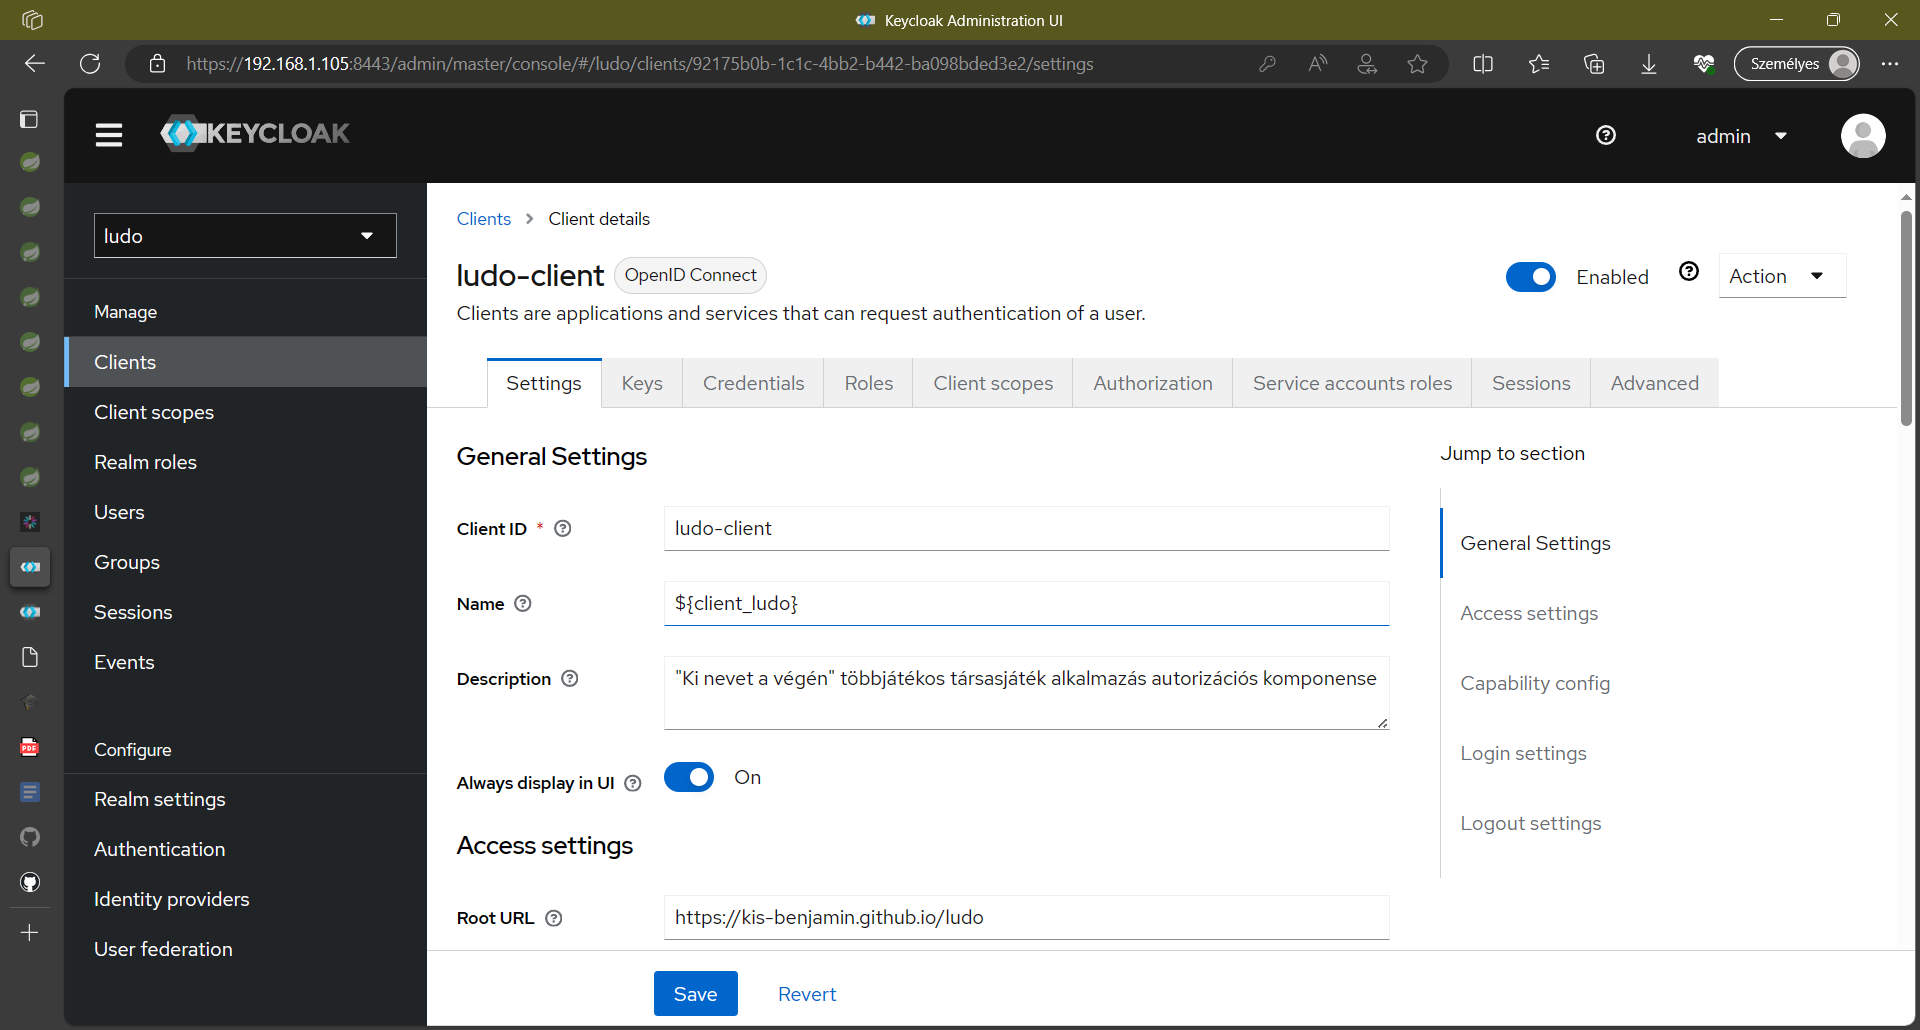 Keycloak Administration UI
https://192.168.1.105:8443/admin/master/console/#/ludo/clients/92175b0b-1c1c-4bb2-b442-ba098bded3e2/settings
Személyes
KEYCLOAK
admin
ludo
Manage
Clients
Client scopes
Realm roles
Users
Groups
Sessions
Events
Configure
Realm settings
Authentication
Identity providers
User federation
Clients > Client details
ludo-client OpenID Connect
Enabled
Action
Clients are applications and services that can request authentication of a user.
Settings Keys Credentials Roles Client scopes Authorization Service accounts roles Sessions Advanced
General Settings
Client ID * ludo-client
Name ${client_ludo}
Description "Ki nevet a végén" többjátékos társasjáték alkalmazás autorizációs komponense
Always display in UI On
Access settings
Root URL https://kis-benjamin.github.io/ludo
Save Revert
Jump to section
General Settings
Access settings
Capability config
Login settings
Logout settings
PDF